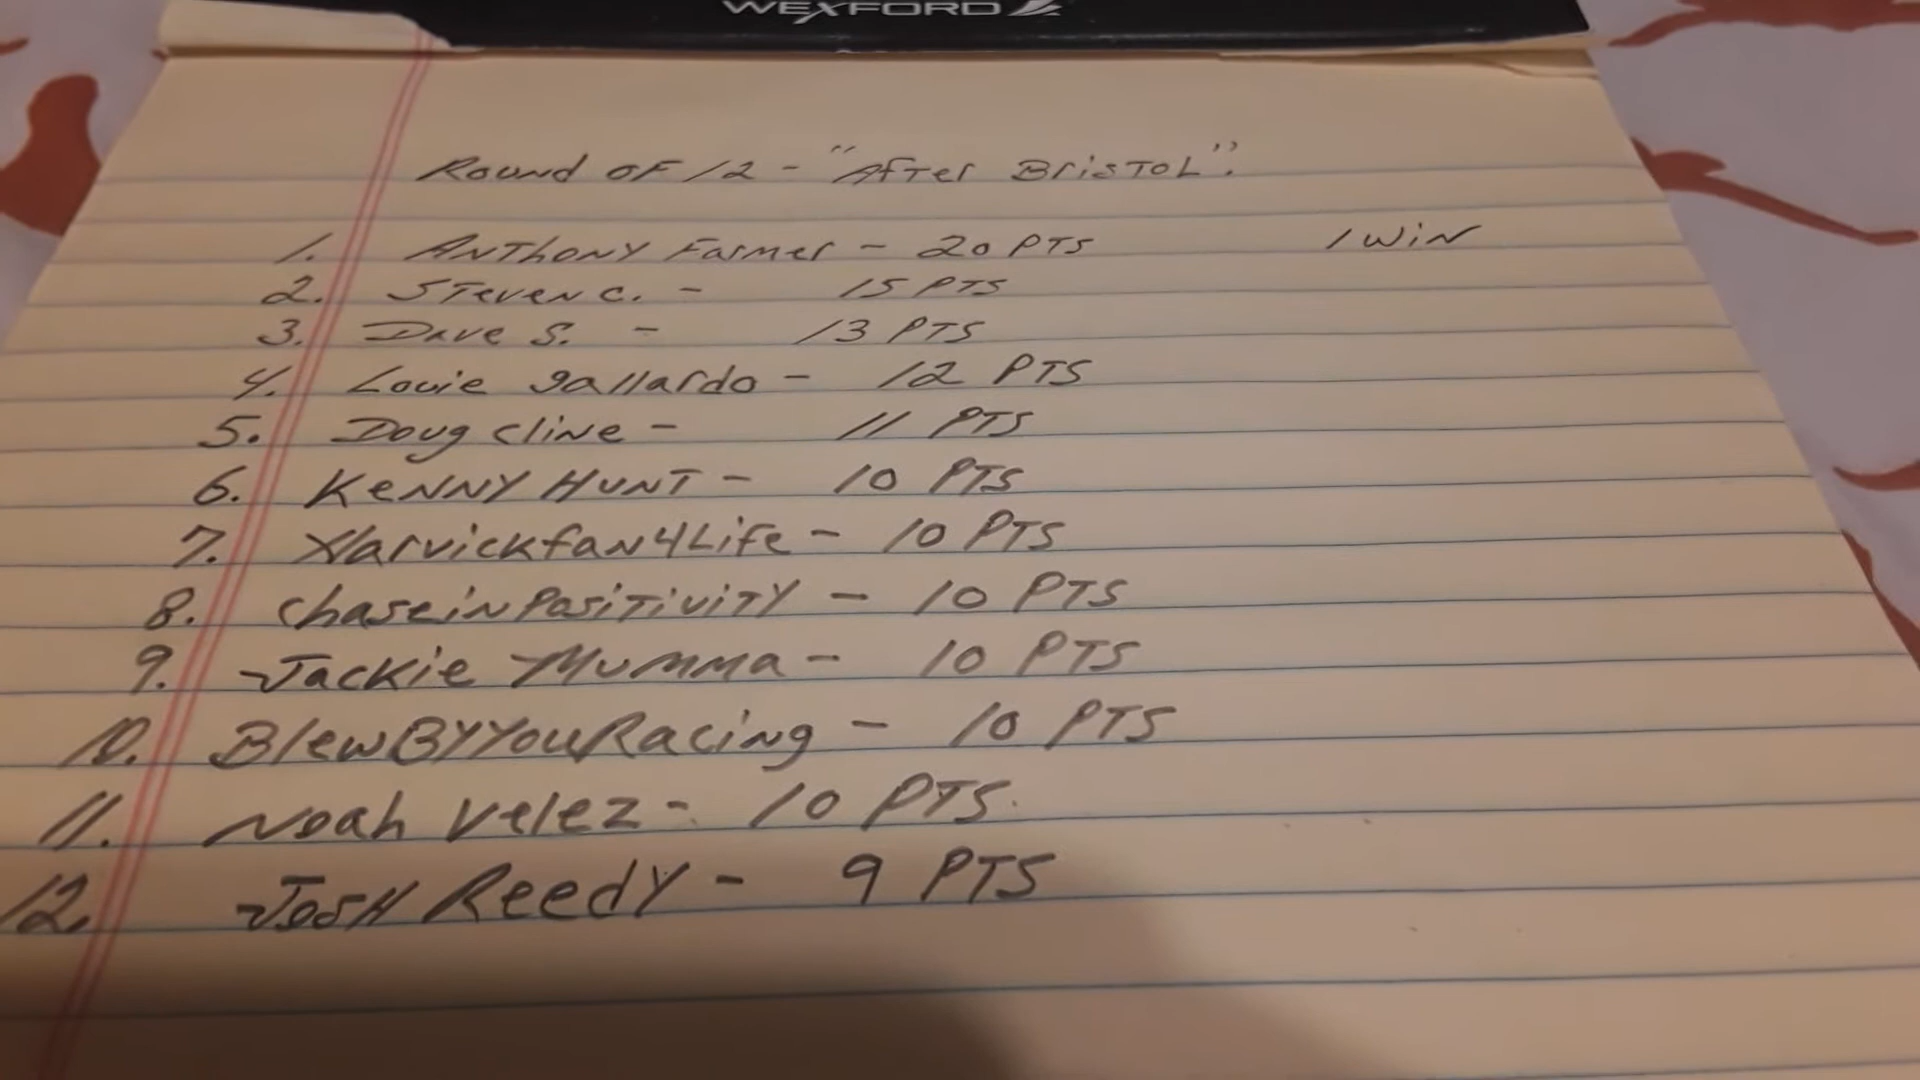 WEXFORD
Round OF 12 - "After Bristol".
1. Anthony Farmer - 20 PTS 1 Win
2. Steven C. - 15 PTS
3. Dave S. - 13 PTS
4. Louie gallardo - 12 PTS
5. Doug Cline - 11 PTS
6. Kenny Hunt - 10 PTS
7. Xharvickfan4Life - 10 PTS
8. ChaseinPositivity - 10 PTS
9. Jackie Mumma - 10 PTS
10. BlewByYouRacing - 10 PTS
11. Noah Velez - 10 PTS.
12. Josh Reedy - 9 PTS